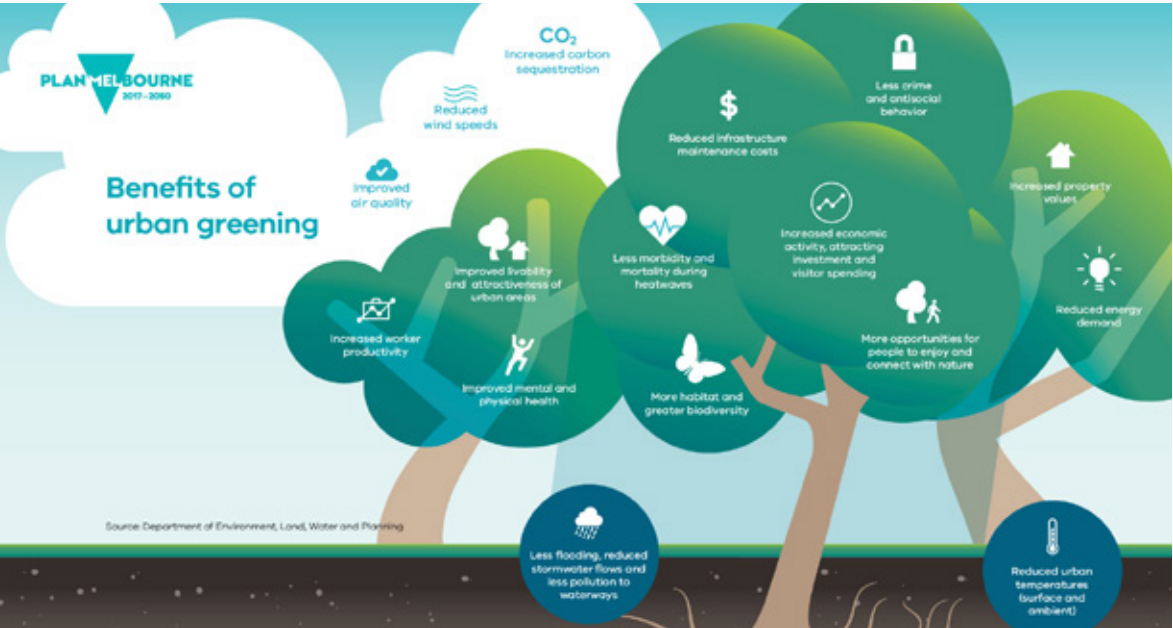 PLAN MELBOURNE
2017–2050
Benefits of
urban greening
CO₂
Increased carbon
sequestration
Reduced
wind speeds
Improved
air quality
Improved livability
and attractiveness of
urban areas
Increased worker
productivity
Improved mental and
physical health
$
Reduced infrastructure
maintenance costs
Less crime
and antisocial
behavior
Less morbidity and
mortality during
heatwaves
Increased economic
activity, attracting
investment and
visitor spending
Increased property
values
Reduced energy
demand
More opportunities for
people to enjoy and
connect with nature
More habitat and
greater biodiversity
Source: Department of Environment, Land, Water and Planning
Less flooding, reduced
stormwater flows and
less pollution to
waterways
Reduced urban
temperatures
(surface and
ambient)